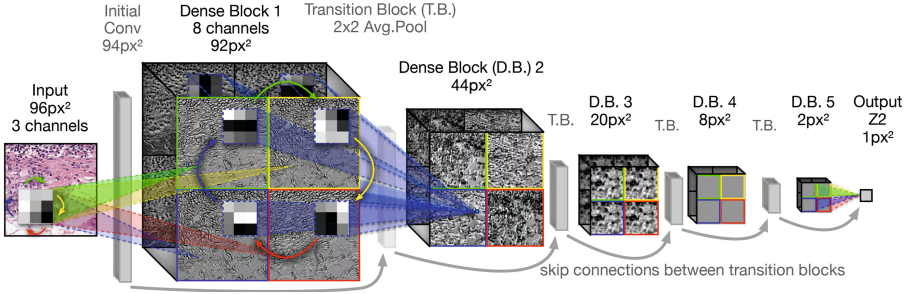 Initial
Conv
94px²
Dense Block 1
8 channels
92px²
Transition Block (T.B.)
2x2 Avg.Pool
Input
96px²
3 channels
Dense Block (D.B.) 2
44px²
T.B.
D.B. 3
20px²
T.B.
D.B. 4
8px²
T.B.
D.B. 5
2px²
Output
Z2
1px²
skip connections between transition blocks